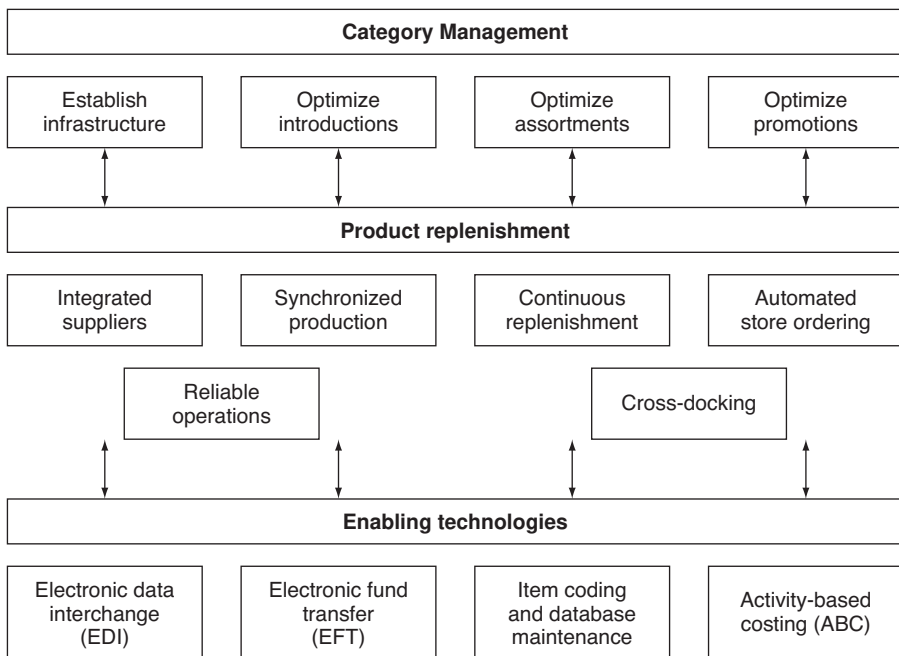 Category Management
Establish
infrastructure
Optimize
introductions
Optimize
assortments
Optimize
promotions
Product replenishment
Integrated
suppliers
Synchronized
production
Continuous
replenishment
Automated
store ordering
Reliable
operations
Cross-docking
Enabling technologies
Electronic data
interchange
(EDI)
Electronic fund
transfer
(EFT)
Item coding
and database
maintenance
Activity-based
costing (ABC)